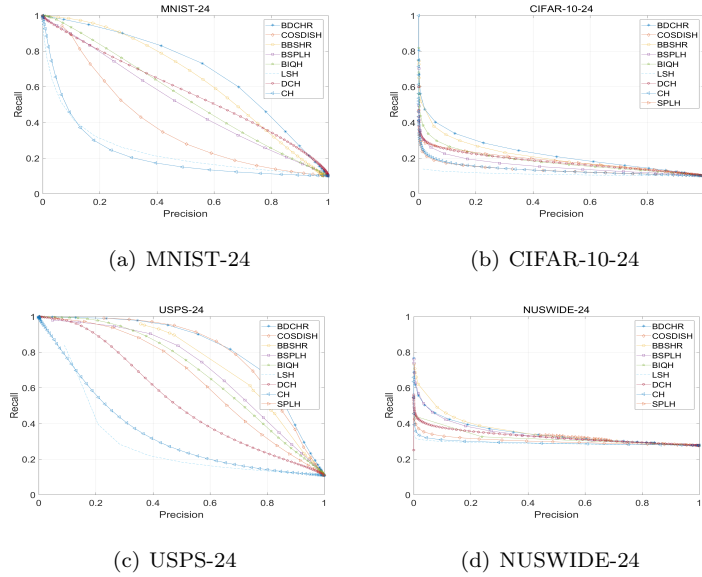 MNIST-24
1
0.8
0.6
0.4
0.2
0
Recall
0
0.2
0.4
0.6
0.8
1
Precision
BDCHR
COSDISH
BBSHR
BSPLH
BIQH
LSH
DCH
CH
(a) MNIST-24
CIFAR-10-24
1
0.8
0.6
0.4
0.2
0
Recall
0
0.2
0.4
0.6
0.8
Precision
BDCHR
COSDISH
BBSHR
BSPLH
BIQH
LSH
DCH
CH
SPLH
(b) CIFAR-10-24
USPS-24
1
0.8
0.6
0.4
0.2
0
Recall
0
0.2
0.4
0.6
0.8
1
Precision
BDCHR
COSDISH
BBSHR
BSPLH
BIQH
LSH
DCH
CH
SPLH
(c) USPS-24
NUSWIDE-24
1
0.8
0.6
0.4
0.2
0
Recall
0
0.2
0.4
0.6
0.8
1
Precision
BDCHR
COSDISH
BBSHR
BSPLH
BIQH
LSH
DCH
CH
SPLH
(d) NUSWIDE-24